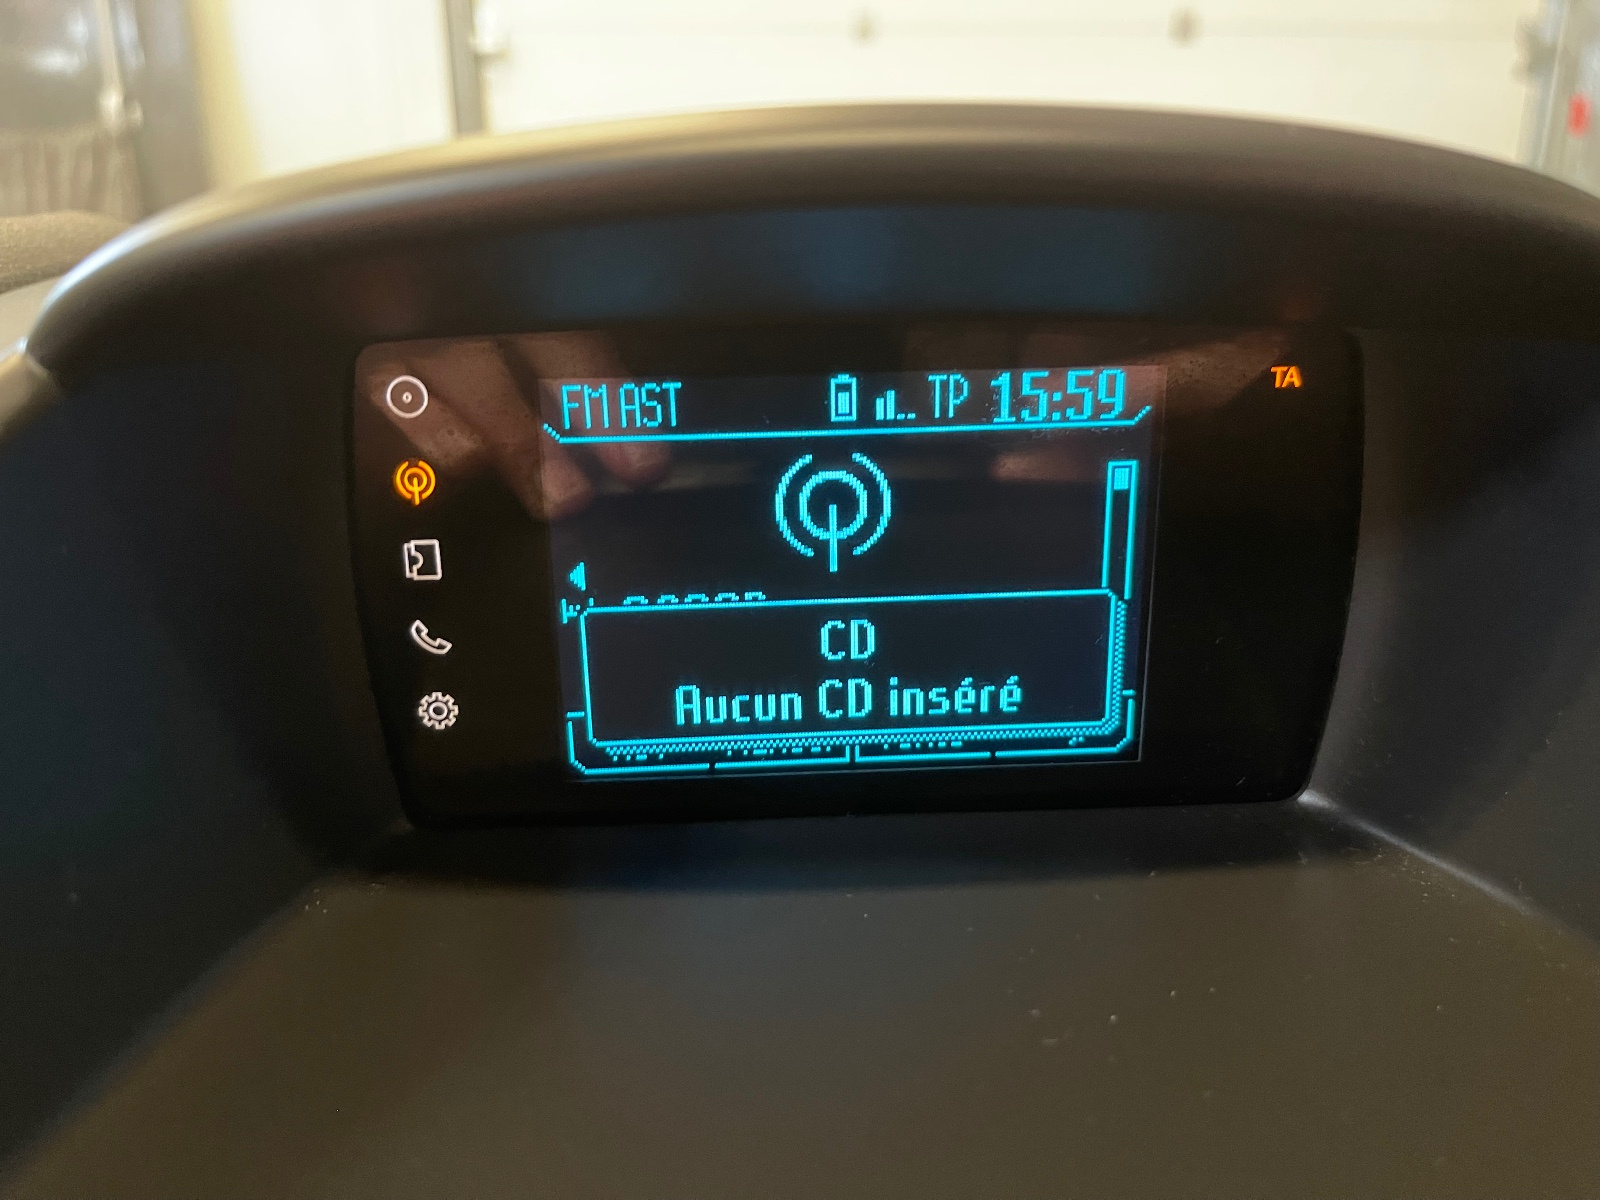 FM AST TP 15:59
TA
CD
Aucun CD inséré